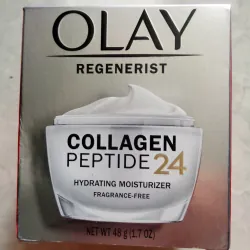 OLAY
REGENERIST
COLLAGEN
PEPTIDE 24
HYDRATING MOISTURIZER
FRAGRANCE-FREE
NET WT 48 g (1.7 OZ)